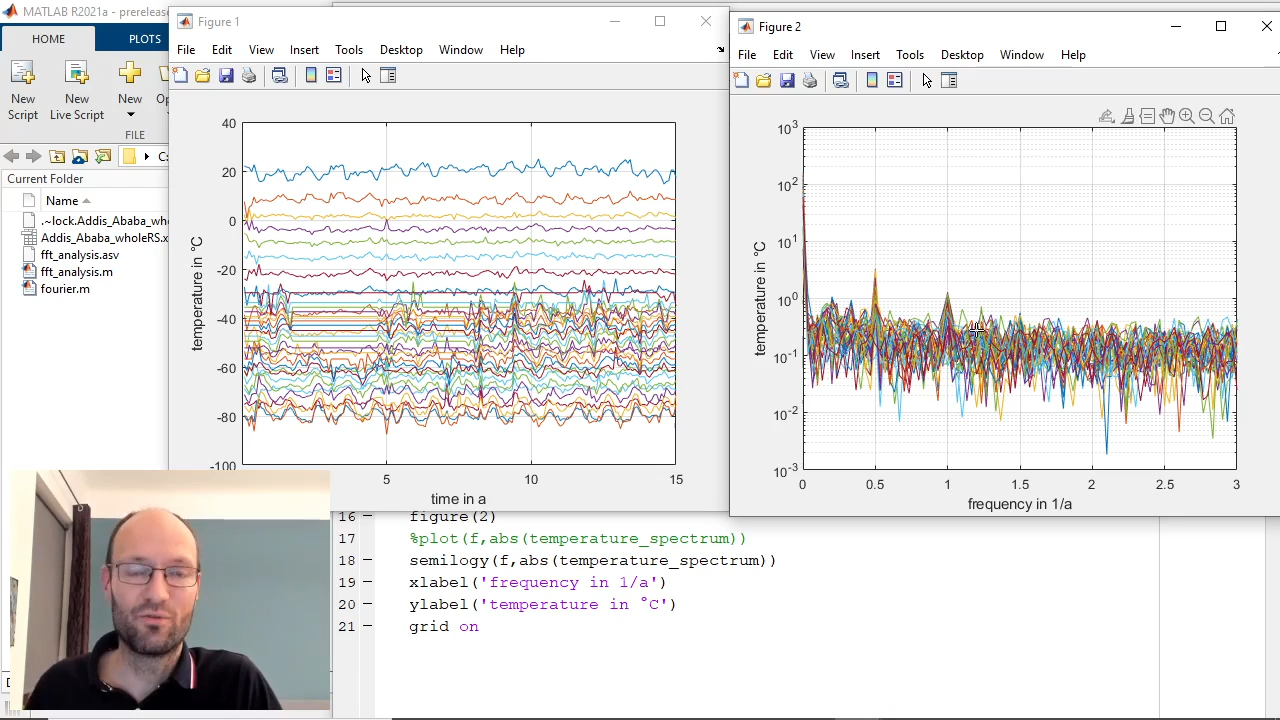 MATLAB R2021a - prerelease
HOME
PLOTS
New
Script
New
Live Script
New
FILE
C:
Current Folder
Name
.~lock.Addis_Ababa_who
Addis_Ababa_wholeRS.x
fft_analysis.asv
fft_analysis.m
fourier.m
Figure 1
File Edit View Insert Tools Desktop Window Help
40
20
0
-20
-40
-60
-80
-100
temperature in °C
5
10
15
time in a
Figure 2
File Edit View Insert Tools Desktop Window Help
10^3
10^2
10^1
10^0
10^-1
10^-2
10^-3
temperature in °C
0
0.5
1
1.5
2
2.5
3
frequency in 1/a
16 figure(2)
17 %plot(f,abs(temperature_spectrum))
18 semilogy(f,abs(temperature_spectrum))
19 xlabel('frequency in 1/a')
20 ylabel('temperature in °C')
21 grid on